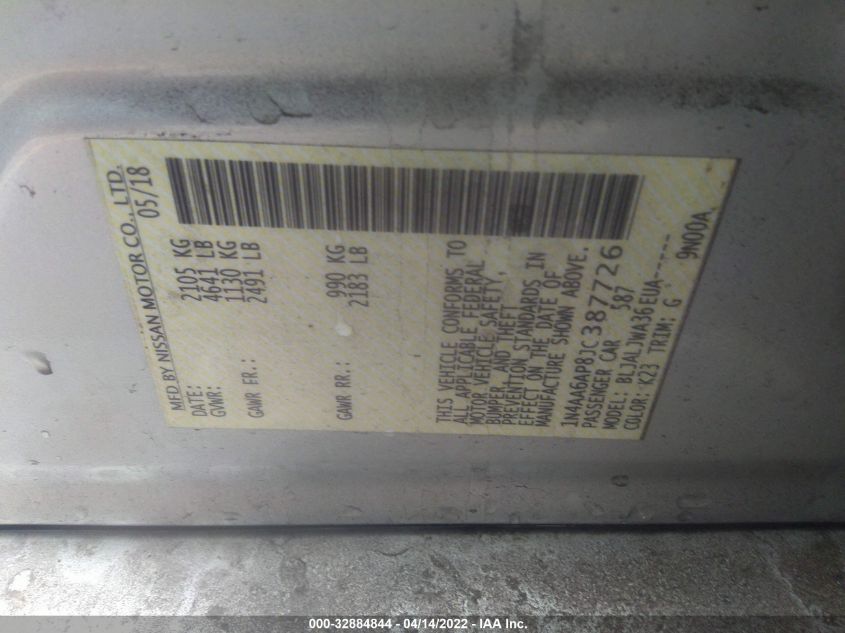 MFD BY NISSAN MOTOR CO., LTD.
DATE: 05/18
GVWR: 2105 KG
4641 LB
GAWR FR.: 1130 KG
2491 LB
GAWR RR.: 990 KG
2183 LB
THIS VEHICLE CONFORMS TO
ALL APPLICABLE FEDERAL
MOTOR VEHICLE SAFETY,
BUMPER, AND THEFT
PREVENTION STANDARDS IN
EFFECT ON THE DATE OF
MANUFACTURE SHOWN ABOVE.
1N4AA6AP8JC387726
PASSENGER CAR 587
MODEL: BLJALJWA36EUA-----
COLOR: K23 TRIM: G 9N00A
000-32884844 - 04/14/2022 - IAA Inc.